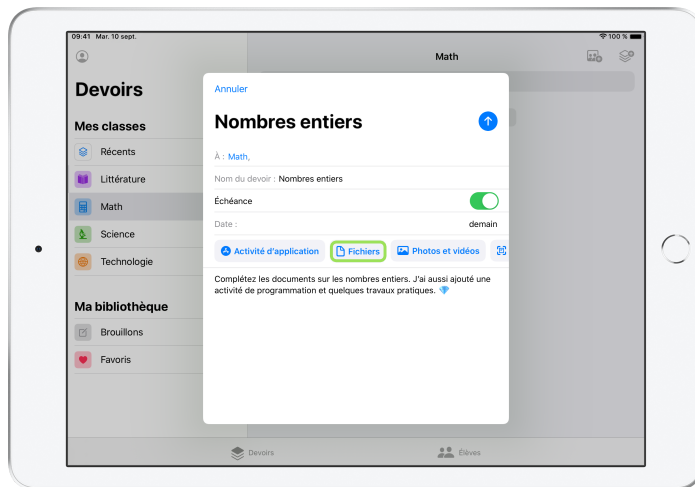 09:41 Mar. 10 sept.
100 %
Math
Devoirs
Mes classes
Récents
Littérature
Math
Science
Technologie
Ma bibliothèque
Brouillons
Favoris
Annuler
Nombres entiers
À : Math,
Nom du devoir : Nombres entiers
Échéance
Date : demain
Activité d'application Fichiers Photos et vidéos
Complétez les documents sur les nombres entiers. J'ai aussi ajouté une
activité de programmation et quelques travaux pratiques. 💎
Devoirs Élèves